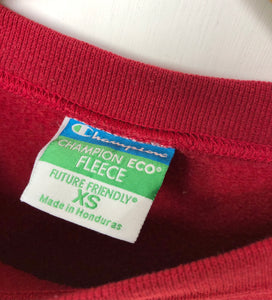 Champion
CHAMPION ECO®
FLEECE
FUTURE FRIENDLY®
XS
Made in Honduras